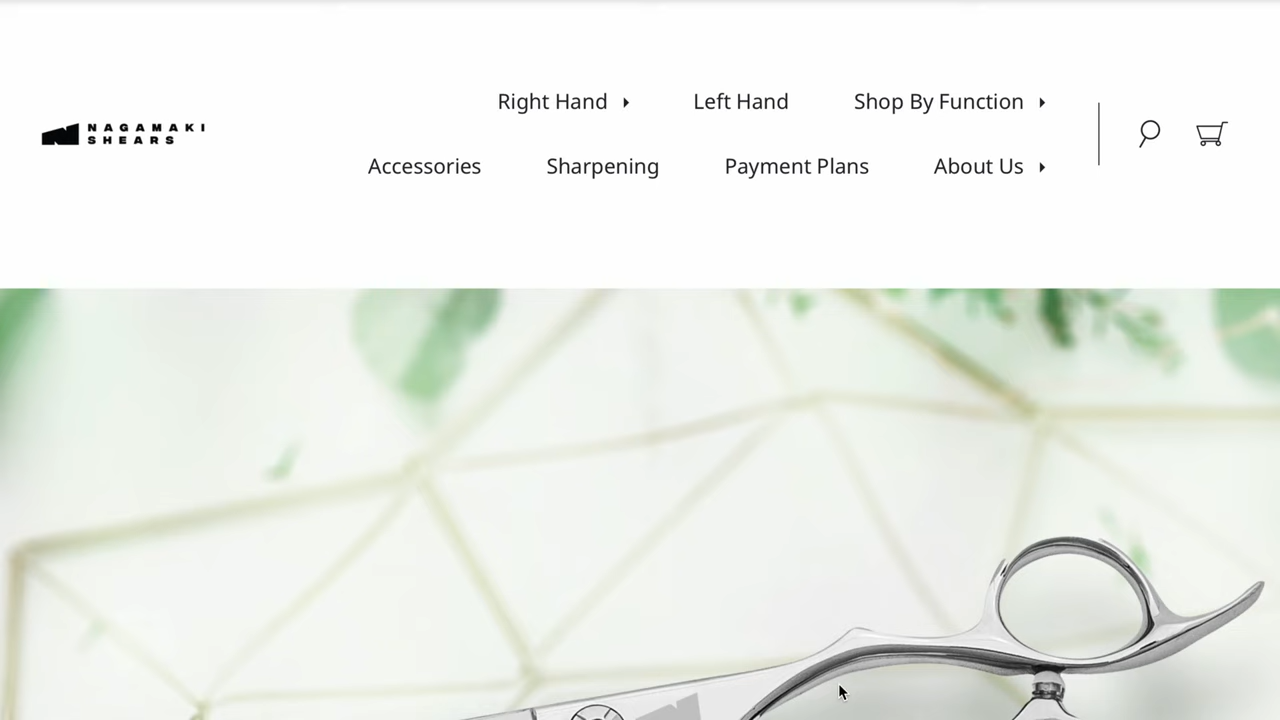 NAGAMAKI
SHEARS
Right Hand
Left Hand
Shop By Function
Accessories
Sharpening
Payment Plans
About Us